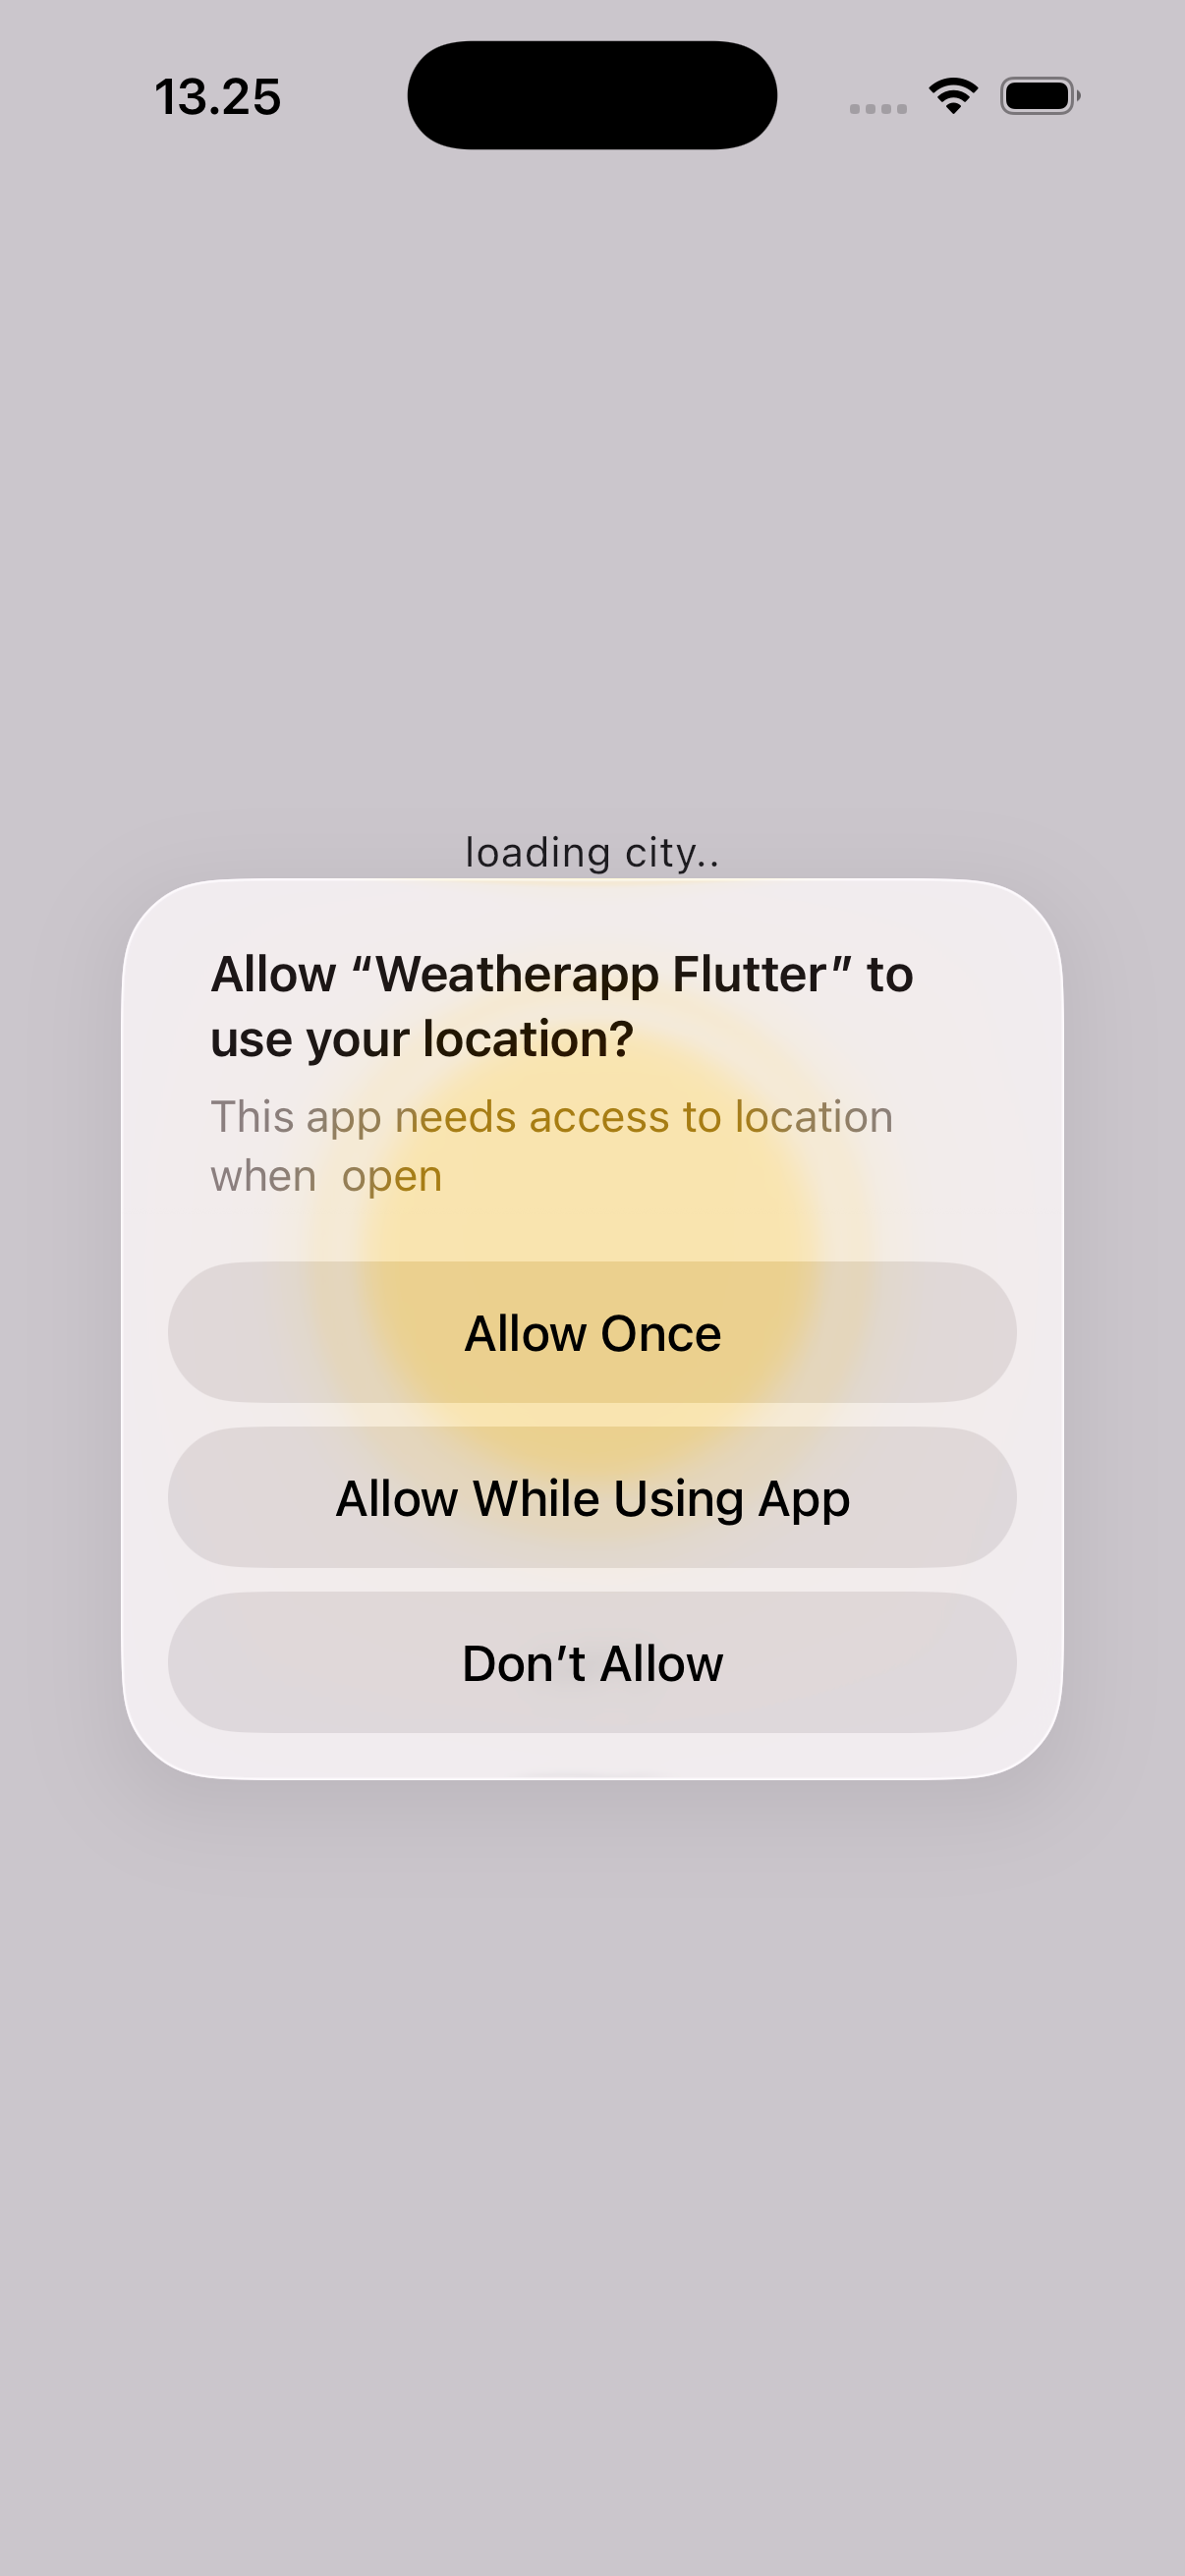 13.25
loading city..
Allow “Weatherapp Flutter” to
use your location?
This app needs access to location
when  open
Allow Once
Allow While Using App
Don’t Allow